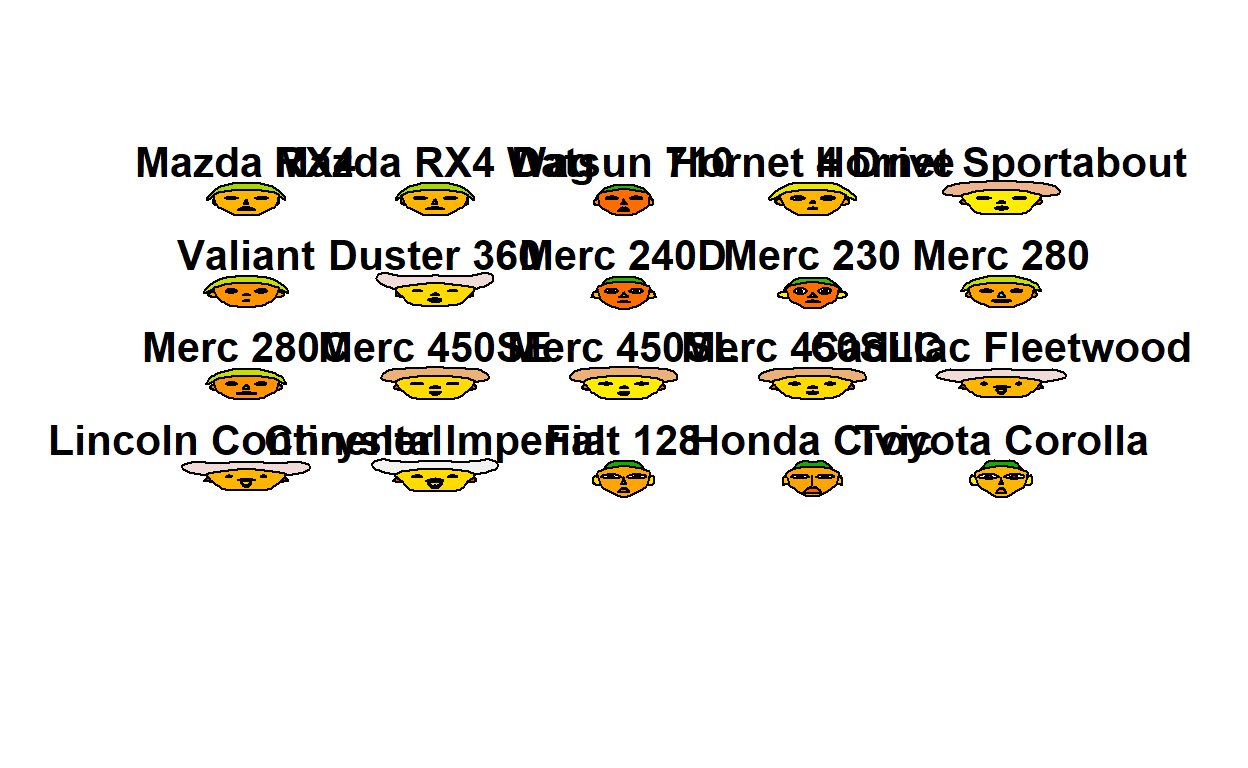 Mazda RX4 Mazda RX4 Wag Datsun 710 Hornet 4 Drive Hornet Sportabout
Valiant Duster 360 Merc 240D Merc 230 Merc 280
Merc 280C Merc 450SE Merc 450SL Merc 450SLC Cadillac Fleetwood
Lincoln Continental Chrysler Imperial Fiat 128 Honda Civic Toyota Corolla